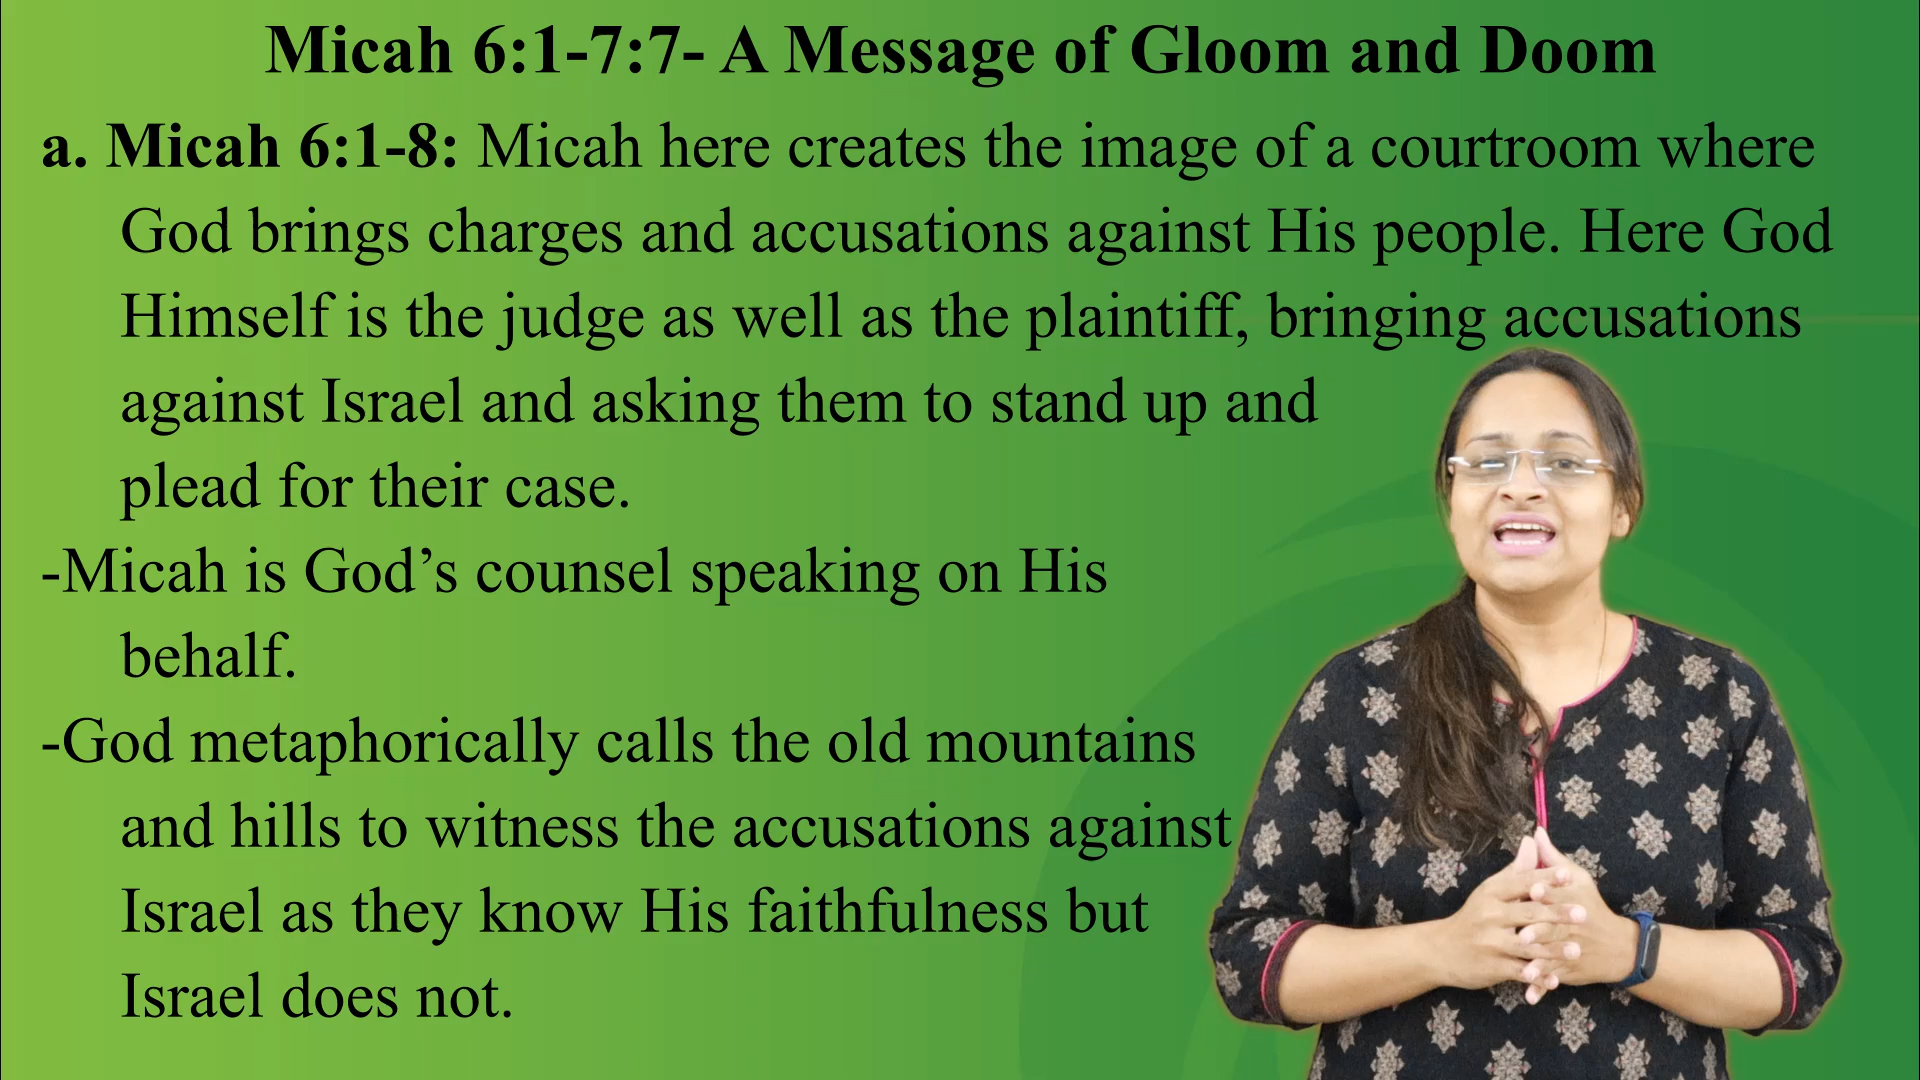 Micah 6:1-7:7- A Message of Gloom and Doom
a. Micah 6:1-8: Micah here creates the image of a courtroom where
God brings charges and accusations against His people. Here God
Himself is the judge as well as the plaintiff, bringing accusations
against Israel and asking them to stand up and
plead for their case.
-Micah is God’s counsel speaking on His
behalf.
-God metaphorically calls the old mountains
and hills to witness the accusations against
Israel as they know His faithfulness but
Israel does not.